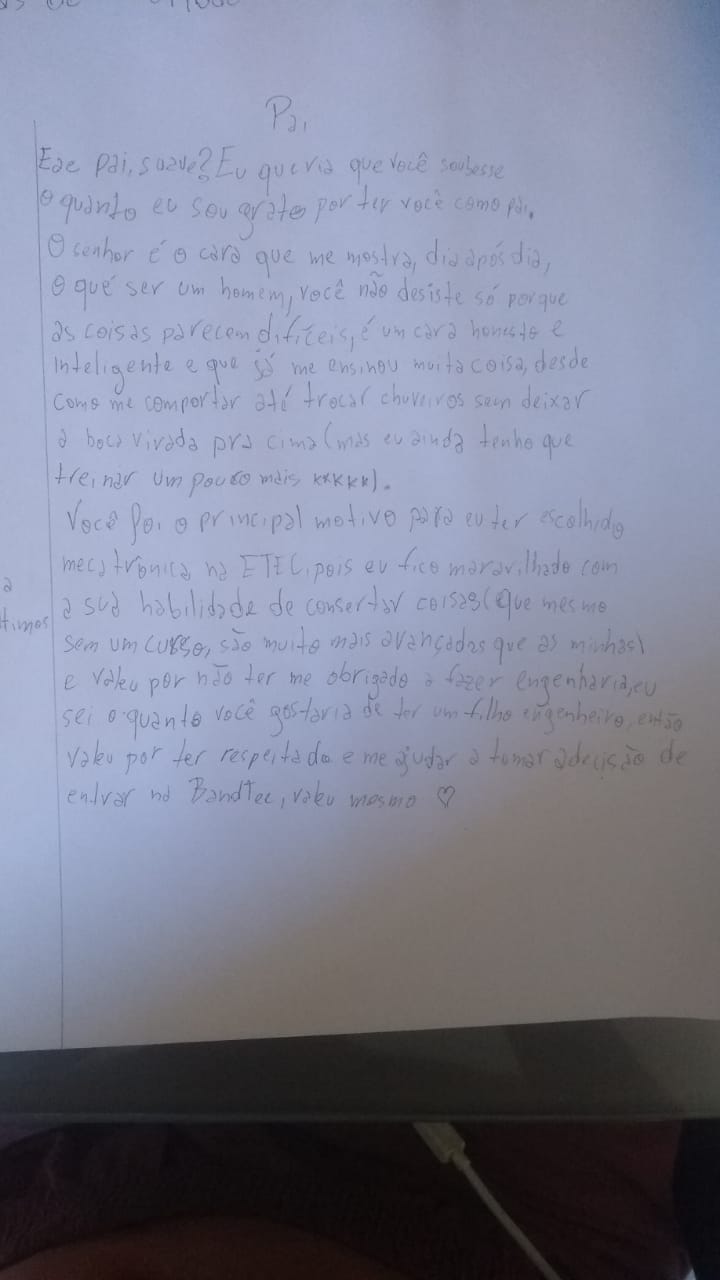 Pai
Eae pai, suave? Eu queria que você soubesse
o quanto eu sou grato por ter você como pai.
O senhor é o cara que me mostra, dia após dia,
o que é ser um homem, você não desiste só porque
as coisas parecem difíceis, é um cara honesto e
inteligente e que já me ensinou muita coisa, desde
como me comportar até trocar chuveiros sem deixar
a boca virada pra cima (mas eu ainda tenho que
treinar um pouco mais kkkkk).
Você foi o principal motivo para eu ter escolhido
mecatrônica na ETEC, pois eu fico maravilhado com
a
a sua habilidade de consertar coisas (que mesmo
timos
sem um curso, são muito mais avançadas que as minhas)
e valeu por não ter me obrigado a fazer engenharia, eu
sei o quanto você gostaria de ter um filho engenheiro, então
valeu por ter respeitado e me ajudar a tomar a decisão de
entrar na Bandtec, valeu mesmo ♡